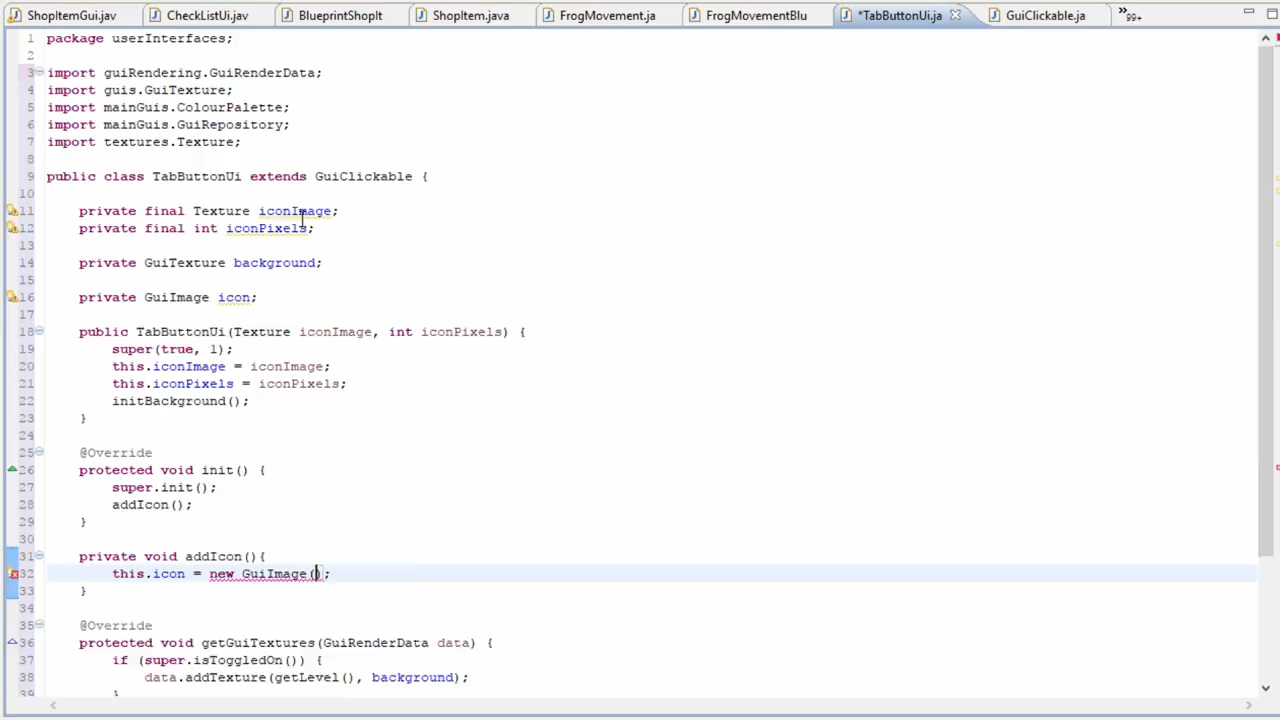 ShopItemGui.jav CheckListUi.jav BlueprintShopIt ShopItem.java FrogMovement.ja FrogMovementBlu *TabButtonUi.ja GuiClickable.ja 99+
1 package userInterfaces;
2
3 import guiRendering.GuiRenderData;
4 import guis.GuiTexture;
5 import mainGuis.ColourPalette;
6 import mainGuis.GuiRepository;
7 import textures.Texture;
8
9 public class TabButtonUi extends GuiClickable {
10
11 private final Texture iconImage;
12 private final int iconPixels;
13
14 private GuiTexture background;
15
16 private GuiImage icon;
17
18 public TabButtonUi(Texture iconImage, int iconPixels) {
19 super(true, 1);
20 this.iconImage = iconImage;
21 this.iconPixels = iconPixels;
22 initBackground();
23 }
24
25 @Override
26 protected void init() {
27 super.init();
28 addIcon();
29 }
30
31 private void addIcon(){
32 this.icon = new GuiImage();
33 }
34
35 @Override
36 protected void getGuiTextures(GuiRenderData data) {
37 if (super.isToggledOn()) {
38 data.addTexture(getLevel(), background);
39 }